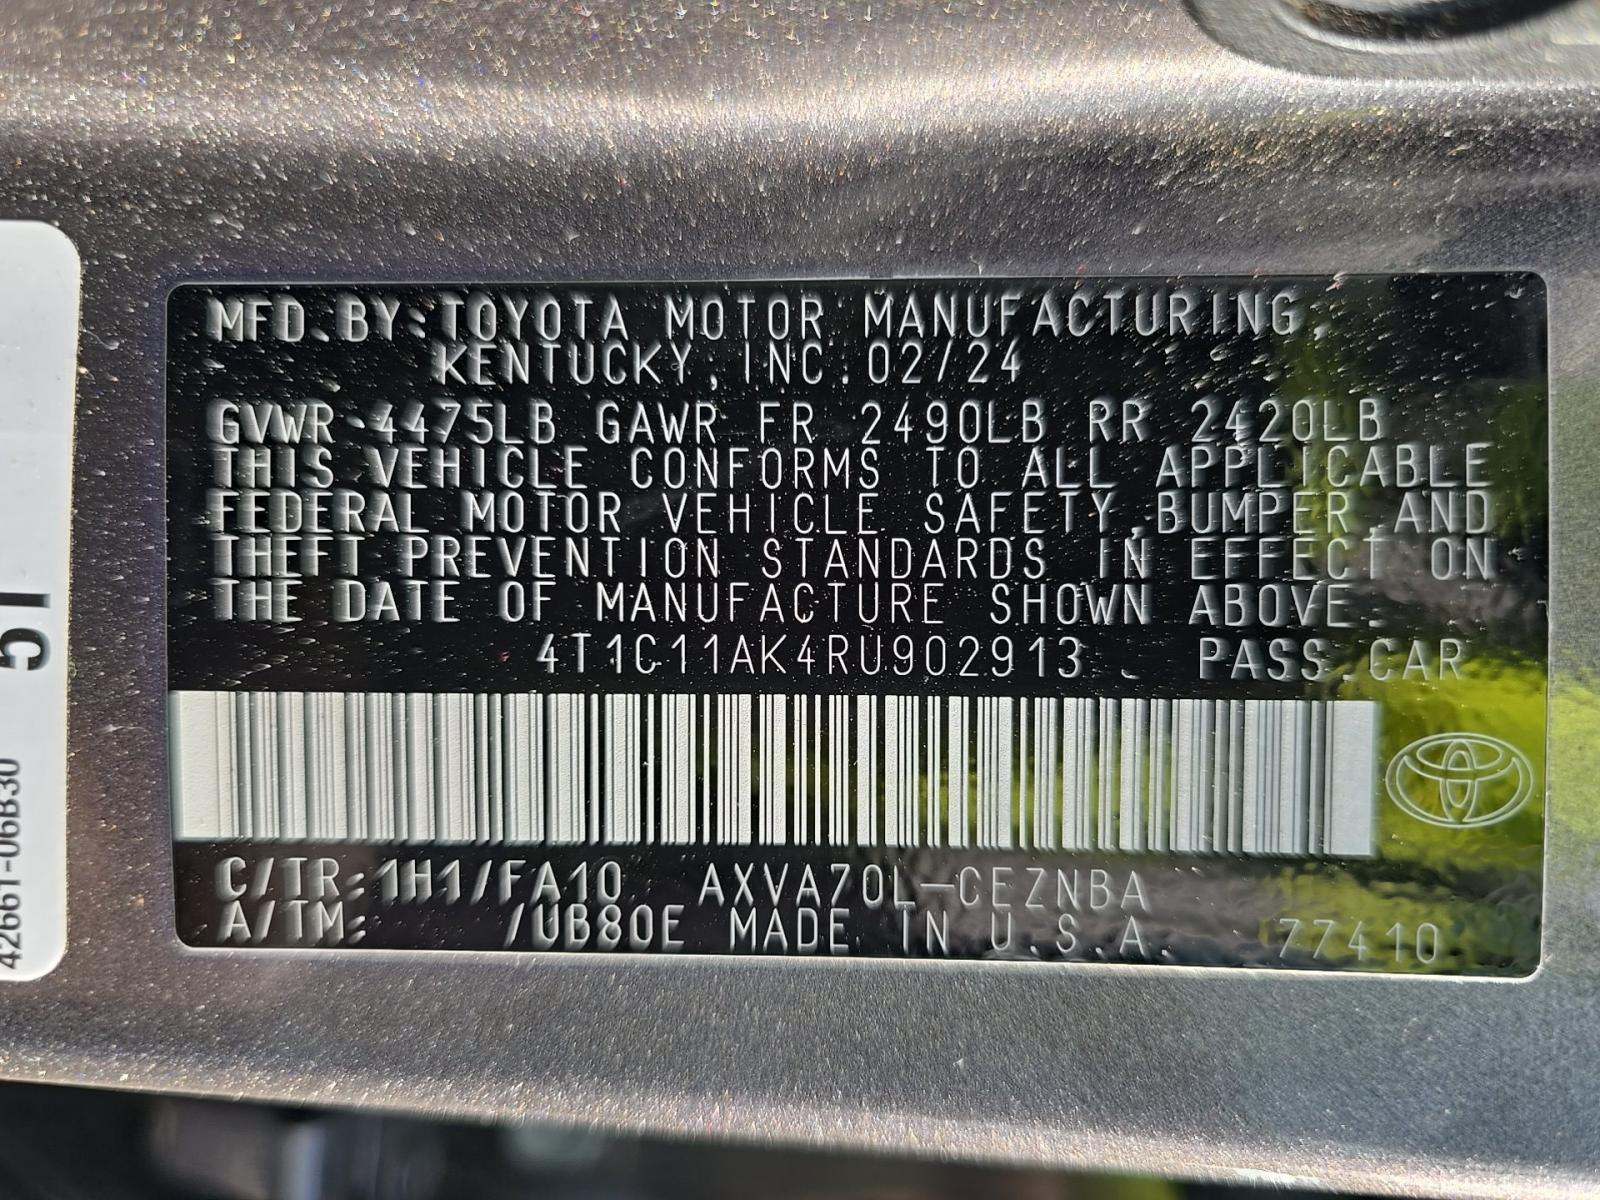 MFD.BY:TOYOTA MOTOR MANUFACTURING,
KENTUCKY,INC.02/24
GVWR 4475LB GAWR FR 2490LB RR 2420LB
THIS VEHICLE CONFORMS TO ALL APPLICABLE
FEDERAL MOTOR VEHICLE SAFETY,BUMPER,AND
THEFT PREVENTION STANDARDS IN EFFECT ON
THE DATE OF MANUFACTURE SHOWN ABOVE.
4T1C11AK4RU902913 PASS.CAR
C/TR:1H1/FA10 AXVA70L-CEZNBA
A/TM: /UB80E MADE IN U.S.A. 77410
42661-06B30